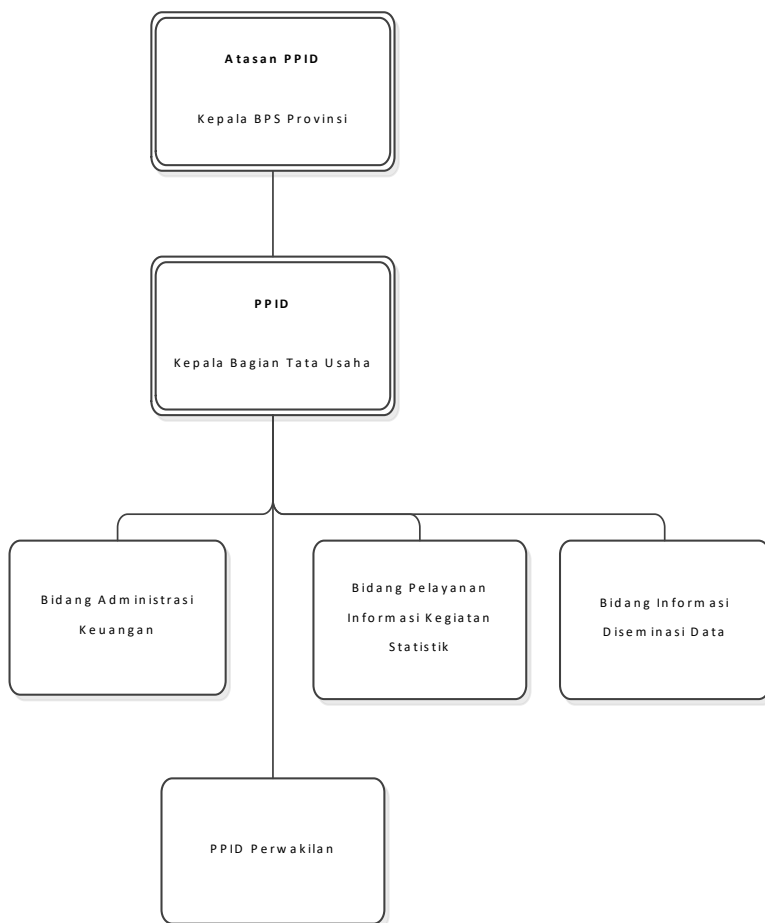 Atasan PPID
Kepala BPS Provinsi
PPID
Kepala Bagian Tata Usaha
Bidang Administrasi
Keuangan
Bidang Pelayanan
Informasi Kegiatan
Statistik
Bidang Informasi
Diseminasi Data
PPID Perwakilan